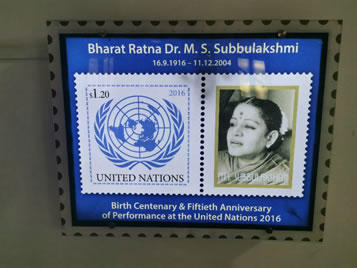 Bharat Ratna Dr. M. S. Subbulakshmi
16.9.1916 – 11.12.2004
$1.20
2016
UNITED NATIONS
M S SUBBULAKSHMI
Birth Centenary & Fiftieth Anniversary
of Performance at the United Nations 2016